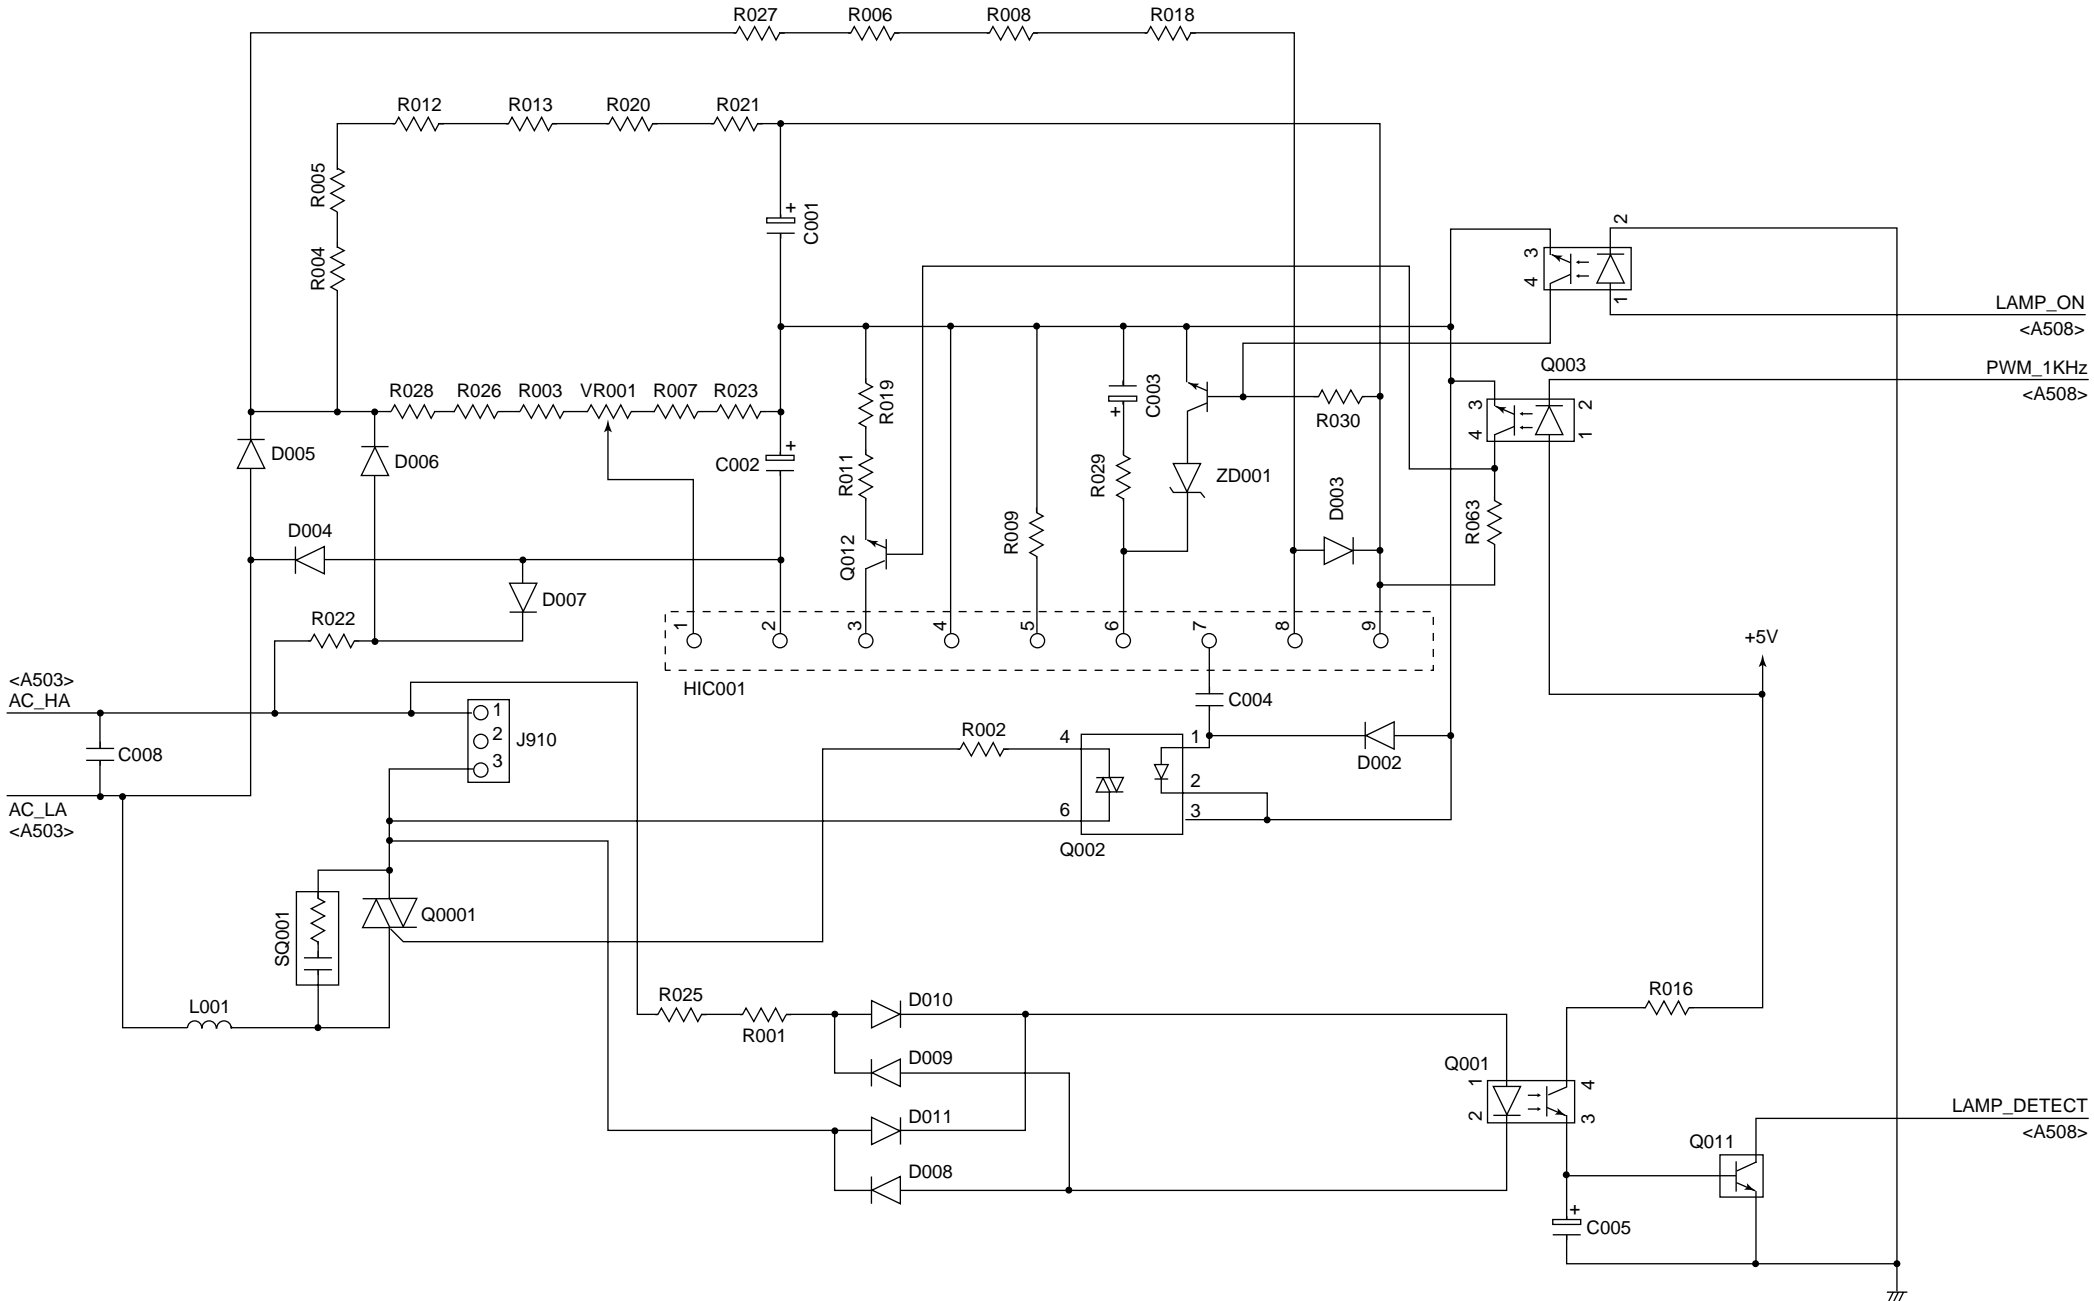 R027 R006 R008 R018
R012 R013 R020 R021
R005
R004
+
C001
2
3
4
1
LAMP_ON
<A508>
Q003
PWM_1KHz
<A508>
R028 R026 R003 VR001 R007 R023
R019
+
C003
R030
3
4
2
1
D005
D006
C002
+
R011
R029
ZD001
D003
R063
D004
D007
Q012
R009
R022
1 2 3 4 5 6 7 8 9
+5V
HIC001
<A503>
AC_HA
C008
AC_LA
<A503>
1
2
3
J910
C004
R002
4
6
1
2
3
D002
Q002
SQ001
Q0001
L001
R025
R001
D010
D009
D011
D008
R016
Q001
1
2
4
3
LAMP_DETECT
<A508>
Q011
+
C005